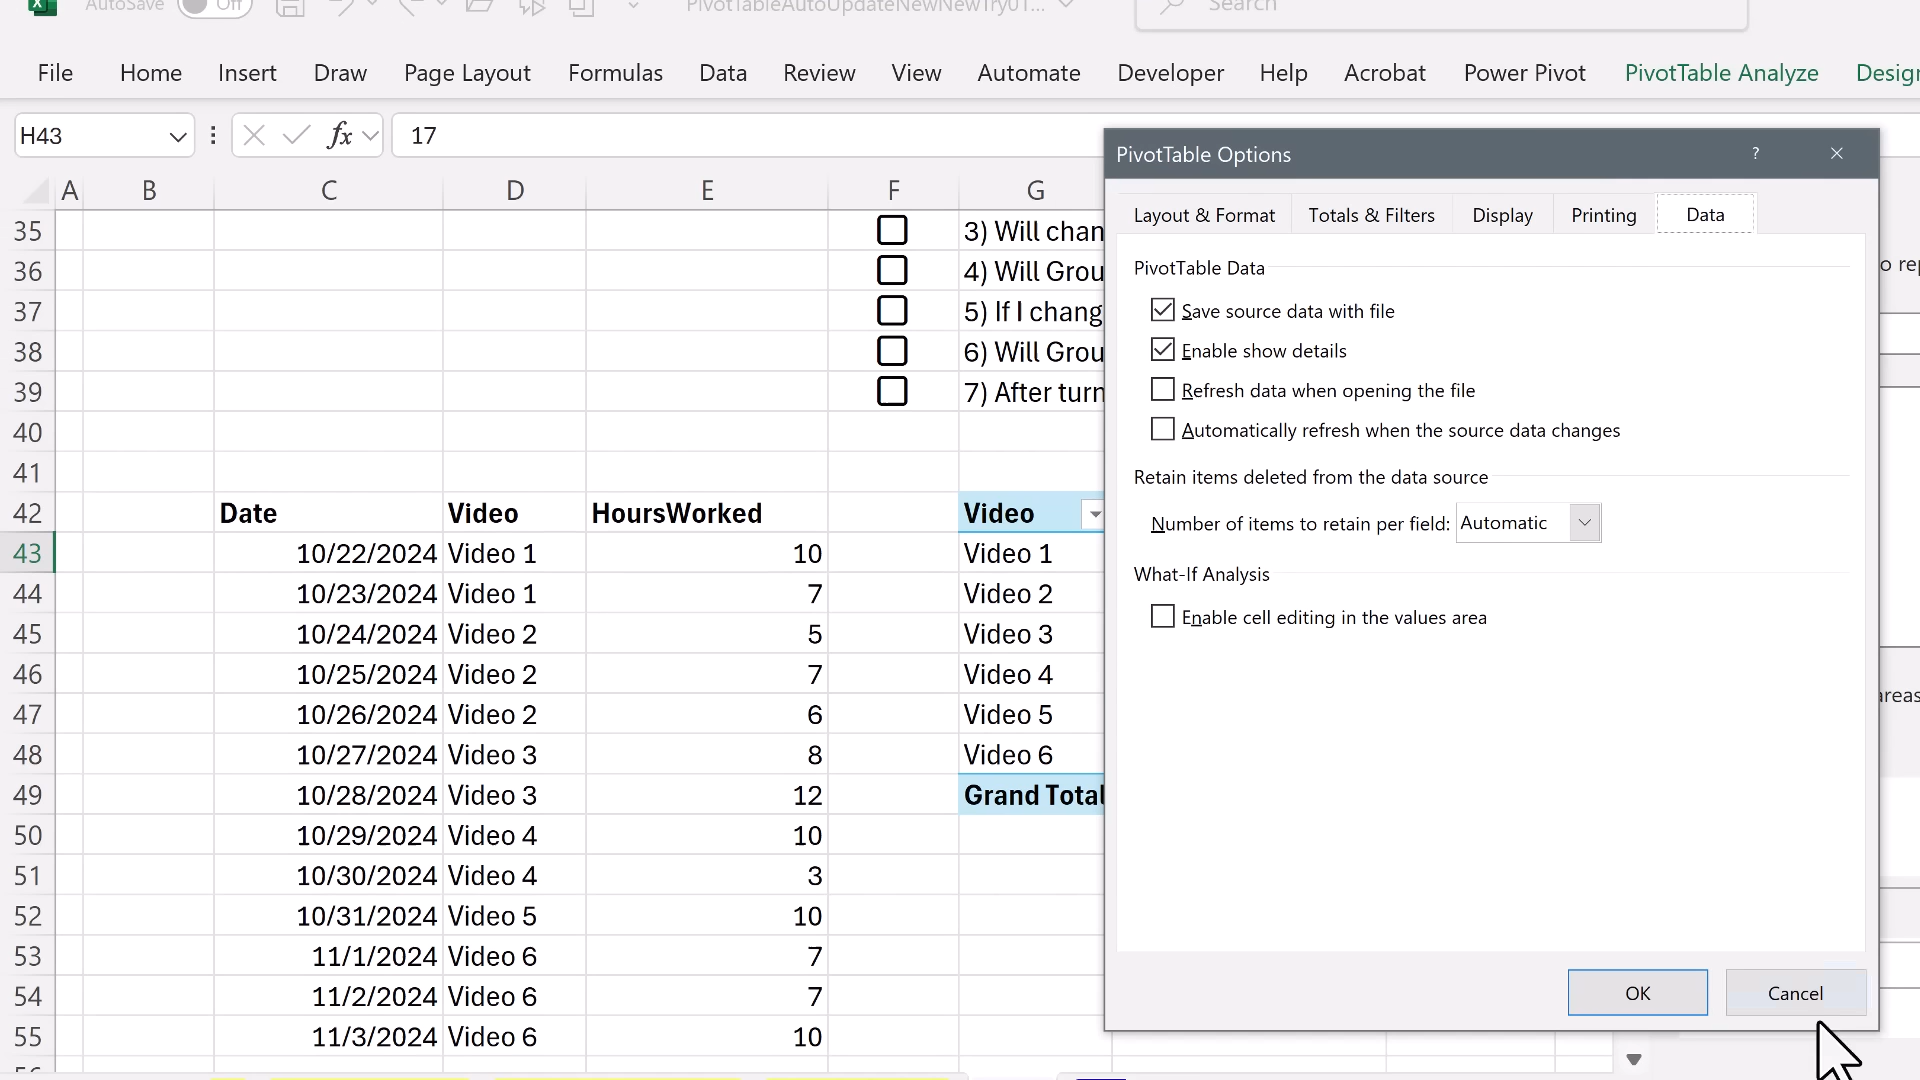 AutoSave Off PivotTableAutoUpdateNewNewTry01... Search
File Home Insert Draw Page Layout Formulas Data Review View Automate Developer Help Acrobat Power Pivot PivotTable Analyze Design
H43 fx 17
A B C D E F G
35 3) Will chan
36 4) Will Grou
37 5) If I chang
38 6) Will Grou
39 7) After turn
40
41
42 Date Video HoursWorked Video
43 10/22/2024 Video 1 10 Video 1
44 10/23/2024 Video 1 7 Video 2
45 10/24/2024 Video 2 5 Video 3
46 10/25/2024 Video 2 7 Video 4
47 10/26/2024 Video 2 6 Video 5
48 10/27/2024 Video 3 8 Video 6
49 10/28/2024 Video 3 12 Grand Total
50 10/29/2024 Video 4 10
51 10/30/2024 Video 4 3
52 10/31/2024 Video 5 10
53 11/1/2024 Video 6 7
54 11/2/2024 Video 6 7
55 11/3/2024 Video 6 10
PivotTable Options ? ×
Layout & Format Totals & Filters Display Printing Data
PivotTable Data
Save source data with file
Enable show details
Refresh data when opening the file
Automatically refresh when the source data changes
Retain items deleted from the data source
Number of items to retain per field: Automatic
What-If Analysis
Enable cell editing in the values area
OK Cancel
o rep
areas